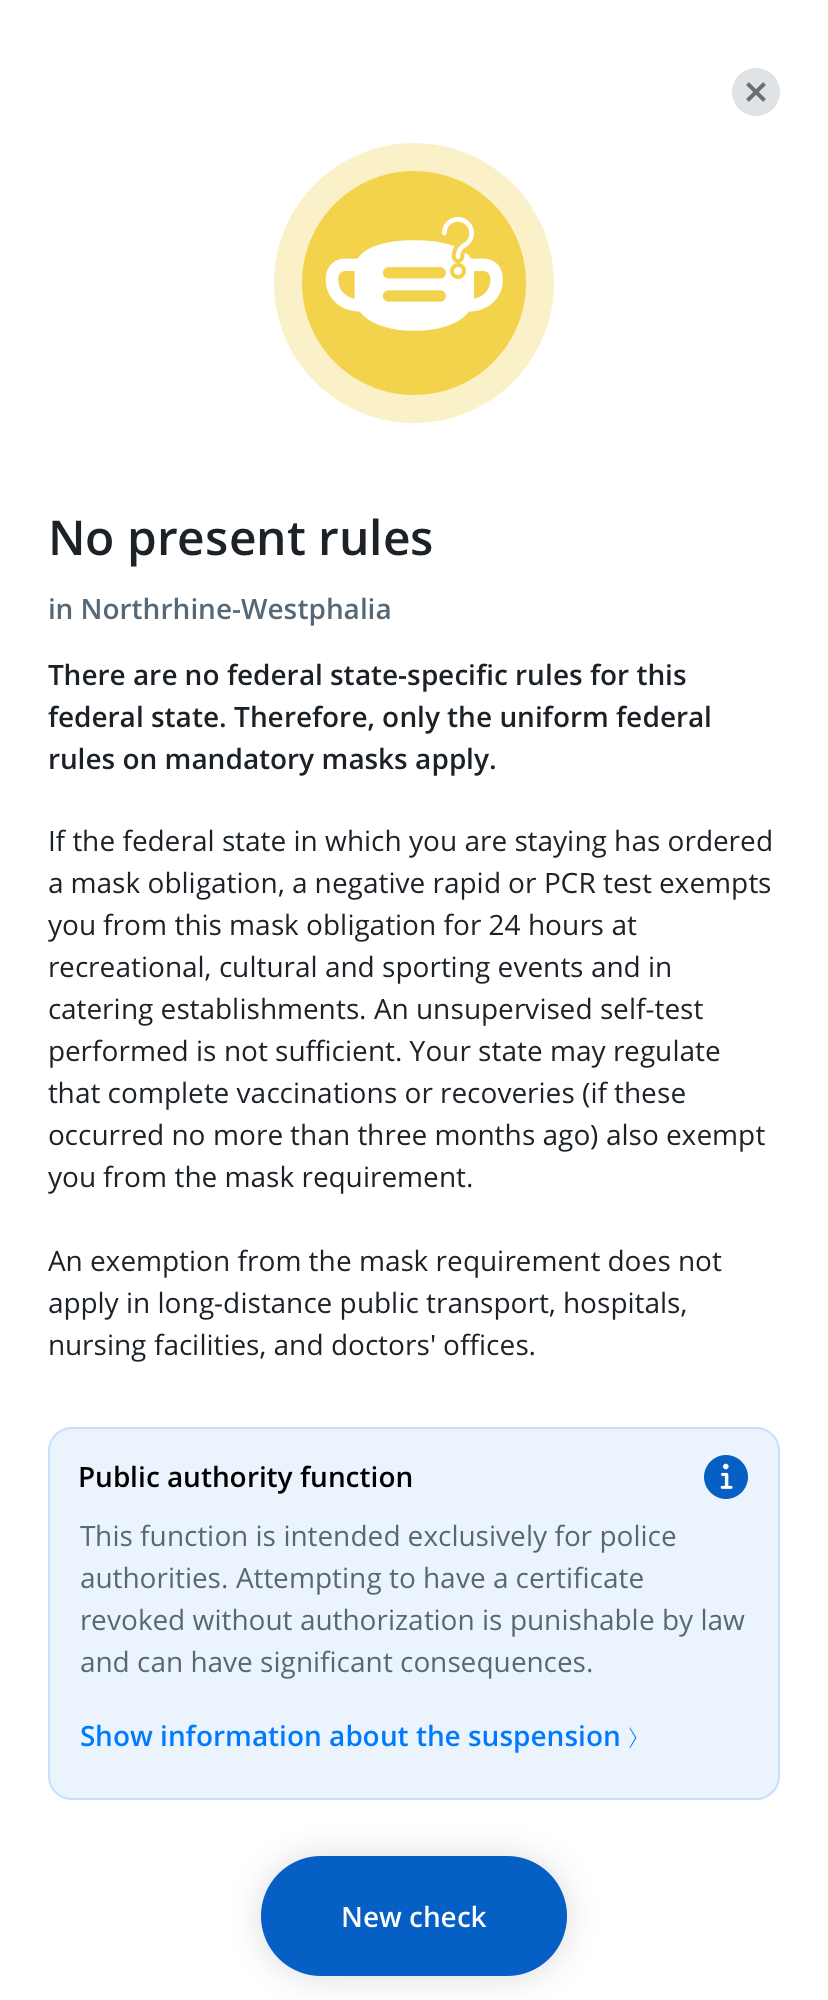 No present rules
in Northrhine-Westphalia
There are no federal state-specific rules for this
federal state. Therefore, only the uniform federal
rules on mandatory masks apply.
If the federal state in which you are staying has ordered
a mask obligation, a negative rapid or PCR test exempts
you from this mask obligation for 24 hours at
recreational, cultural and sporting events and in
catering establishments. An unsupervised self-test
performed is not sufficient. Your state may regulate
that complete vaccinations or recoveries (if these
occurred no more than three months ago) also exempt
you from the mask requirement.
An exemption from the mask requirement does not
apply in long-distance public transport, hospitals,
nursing facilities, and doctors' offices.
Public authority function
This function is intended exclusively for police
authorities. Attempting to have a certificate
revoked without authorization is punishable by law
and can have significant consequences.
Show information about the suspension
New check